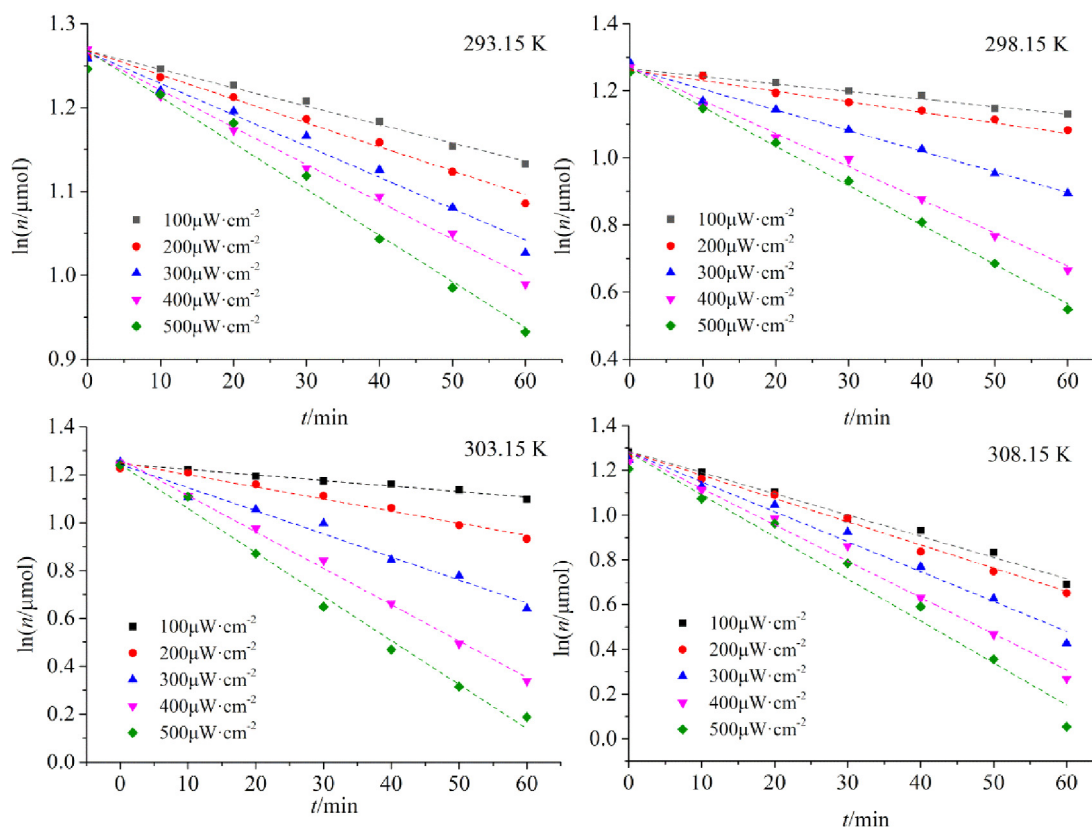 293.15 K
ln(n/μmol)
1.3
1.2
1.1
1.0
0.9
100μW·cm-2
200μW·cm-2
300μW·cm-2
400μW·cm-2
500μW·cm-2
0 10 20 30 40 50 60
t/min
298.15 K
ln(n/μmol)
1.4
1.2
1.0
0.8
0.6
0.4
100μW·cm-2
200μW·cm-2
300μW·cm-2
400μW·cm-2
500μW·cm-2
0 10 20 30 40 50 60
t/min
303.15 K
ln(n/μmol)
1.4
1.2
1.0
0.8
0.6
0.4
0.2
0.0
100μW·cm-2
200μW·cm-2
300μW·cm-2
400μW·cm-2
500μW·cm-2
0 10 20 30 40 50 60
t/min
308.15 K
ln(n/μmol)
1.4
1.2
1.0
0.8
0.6
0.4
0.2
0.0
100μW·cm-2
200μW·cm-2
300μW·cm-2
400μW·cm-2
500μW·cm-2
0 10 20 30 40 50 60
t/min